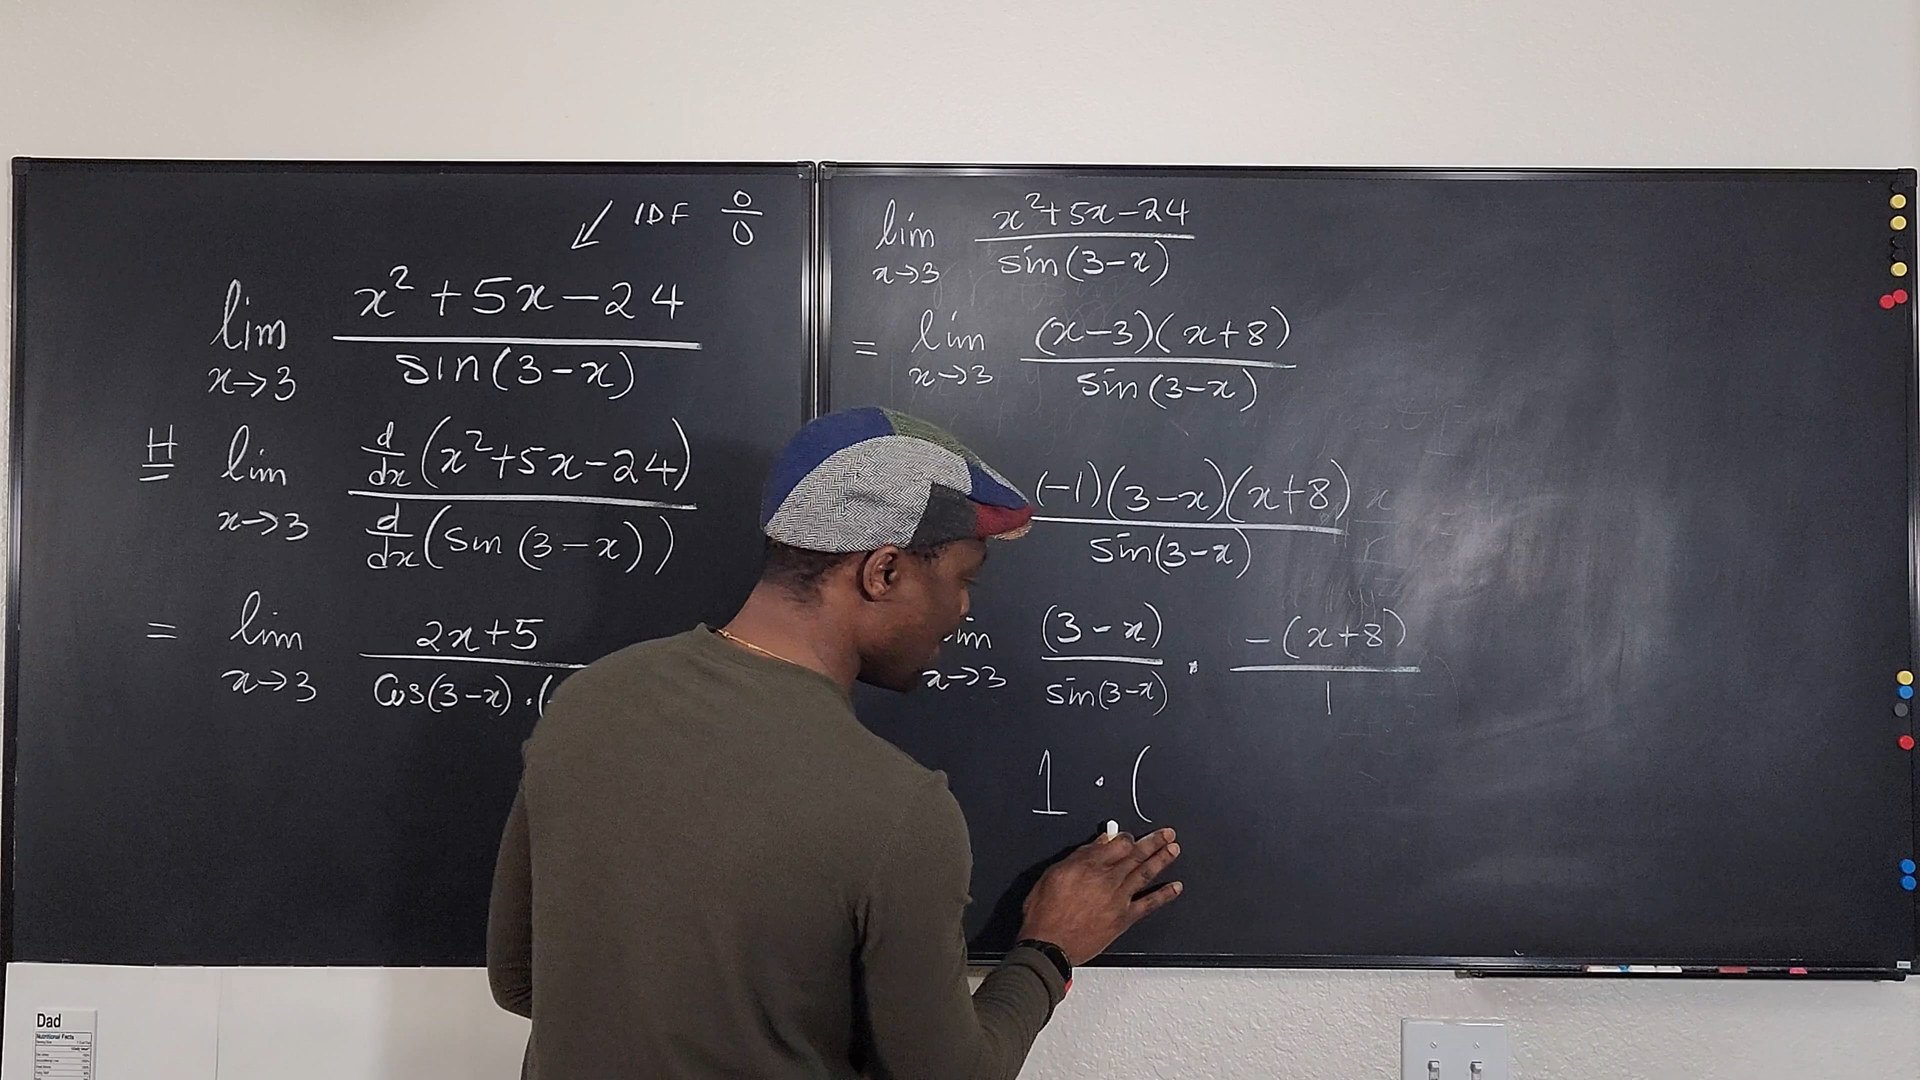 IDF 0/0
lim x→3 (x² + 5x − 24)/(sin(3−x))
H= lim x→3 (d/dx (x²+5x−24))/(d/dx (sin (3−x)))
= lim x→3 (2x+5)/(cos(3−x) · (
lim x→3 (x²+5x−24)/(sin(3−x))
= lim x→3 ((x−3)(x+8))/(sin(3−x))
((−1)(3−x)(x+8))/(sin(3−x))
lim x→3 (3−x)/(sin(3−x)) · (−(x+8))/1
1 · (
Dad
Nutritional Facts